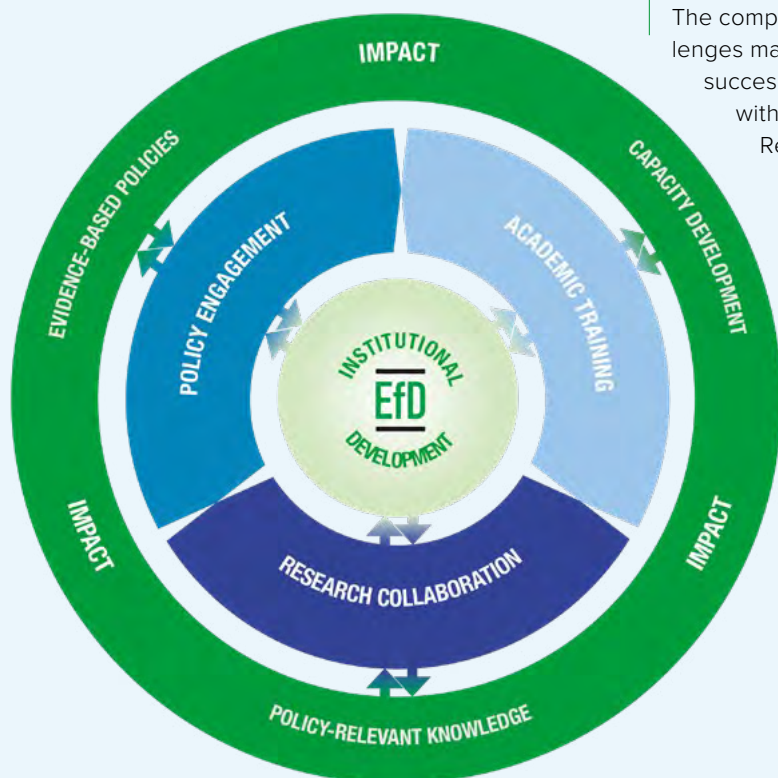 The comp
lenges ma
succes
with
Re
IMPACT
EVIDENCE-BASED POLICIES
CAPACITY DEVELOPMENT
POLICY ENGAGEMENT
ACADEMIC TRAINING
INSTITUTIONAL
EfD
DEVELOPMENT
IMPACT
IMPACT
RESEARCH COLLABORATION
POLICY-RELEVANT KNOWLEDGE